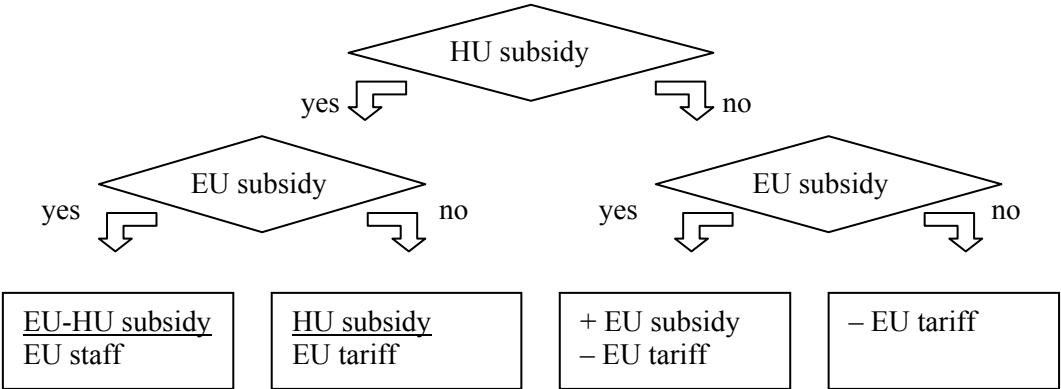 HU subsidy
yes
no
EU subsidy
EU subsidy
yes
no
yes
no
EU-HU subsidy
EU staff
HU subsidy
EU tariff
+ EU subsidy
– EU tariff
– EU tariff